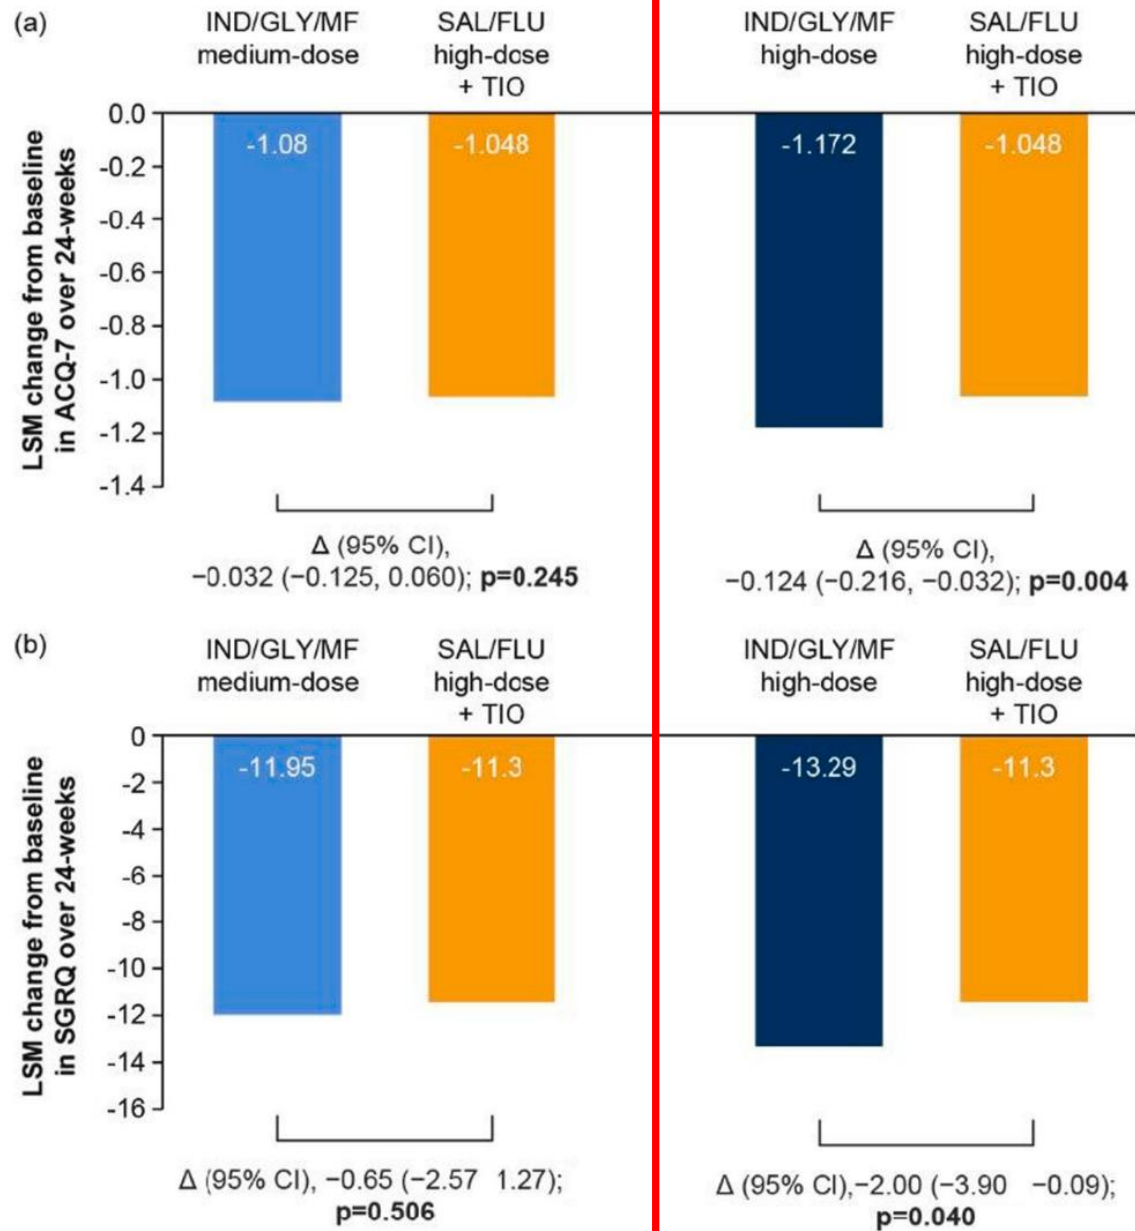 (a)
IND/GLY/MF
medium-dose
SAL/FLU
high-dose
+ TIO
IND/GLY/MF
high-dose
SAL/FLU
high-dose
+ TIO
LSM change from baseline
in ACQ-7 over 24-weeks
0.0
-0.2
-0.4
-0.6
-0.8
-1.0
-1.2
-1.4
-1.08
-1.048
-1.172
-1.048
Δ (95% CI),
−0.032 (−0.125, 0.060); p=0.245
Δ (95% CI),
−0.124 (−0.216, −0.032); p=0.004
(b)
IND/GLY/MF
medium-dose
SAL/FLU
high-dose
+ TIO
IND/GLY/MF
high-dose
SAL/FLU
high-dose
+ TIO
LSM change from baseline
in SGRQ over 24-weeks
0
-2
-4
-6
-8
-10
-12
-14
-16
-11.95
-11.3
-13.29
-11.3
Δ (95% CI), −0.65 (−2.57 1.27);
p=0.506
Δ (95% CI),−2.00 (−3.90 −0.09);
p=0.040